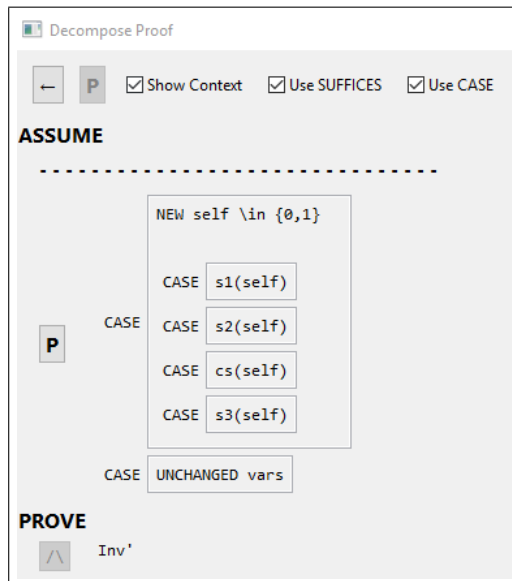 Decompose Proof
← P Show Context Use SUFFICES Use CASE
ASSUME
- - - - - - - - - - - - - - - - - - - - - - - - - - - - - - -
NEW self \in {0,1}
CASE s1(self)
CASE CASE s2(self)
P
CASE cs(self)
CASE s3(self)
CASE UNCHANGED vars
PROVE
/\ Inv'